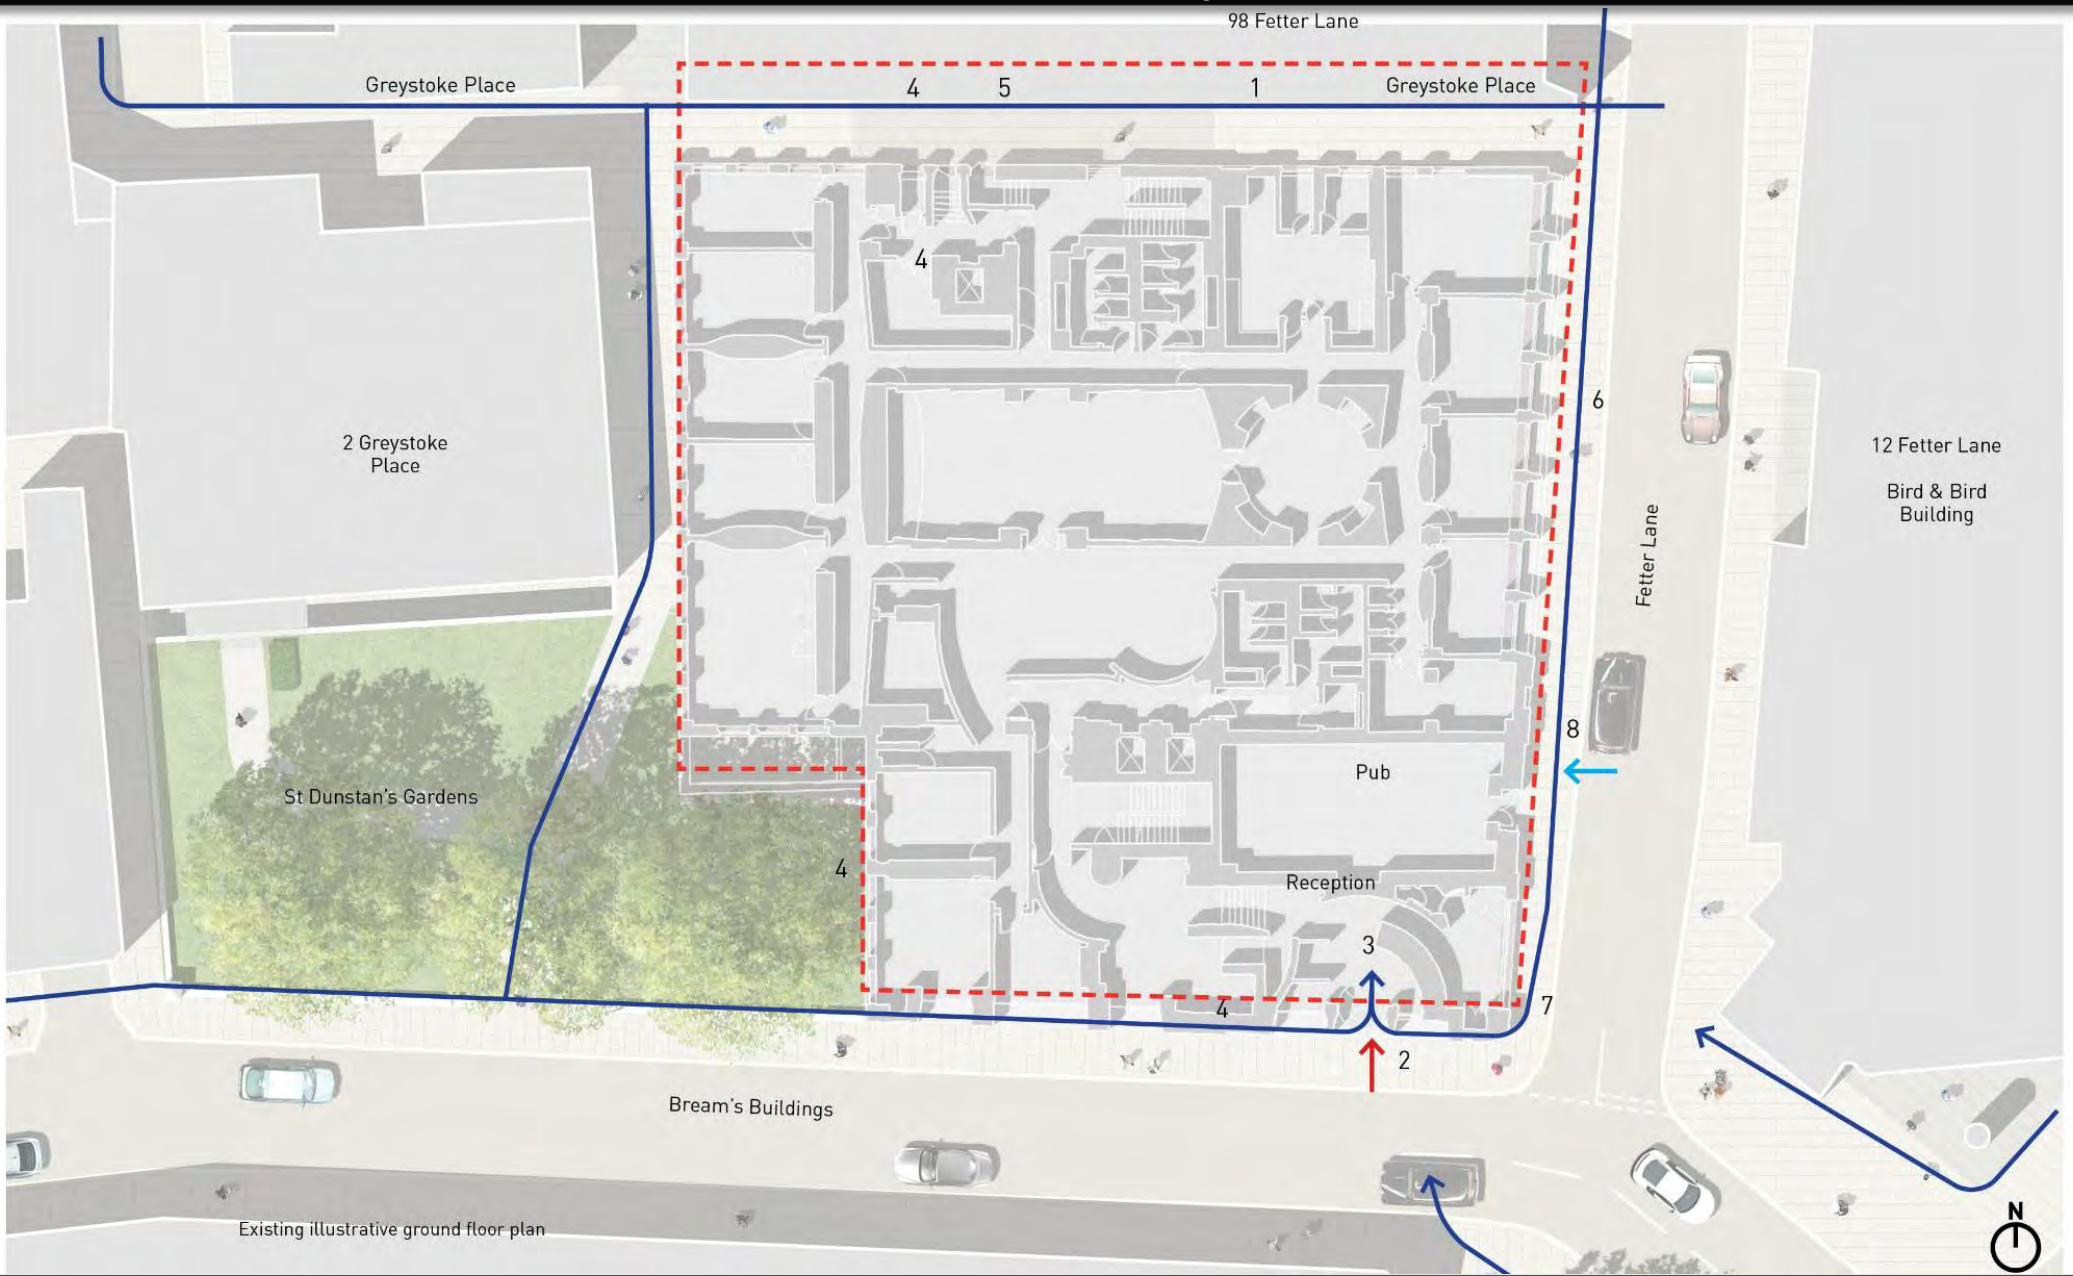 98 Fetter Lane
Greystoke Place
4
5
1
Greystoke Place
4
6
2 Greystoke
Place
12 Fetter Lane
Bird & Bird
Building
Fetter Lane
8
Pub
St Dunstan's Gardens
4
Reception
3
4
7
2
Bream's Buildings
Existing illustrative ground floor plan
N